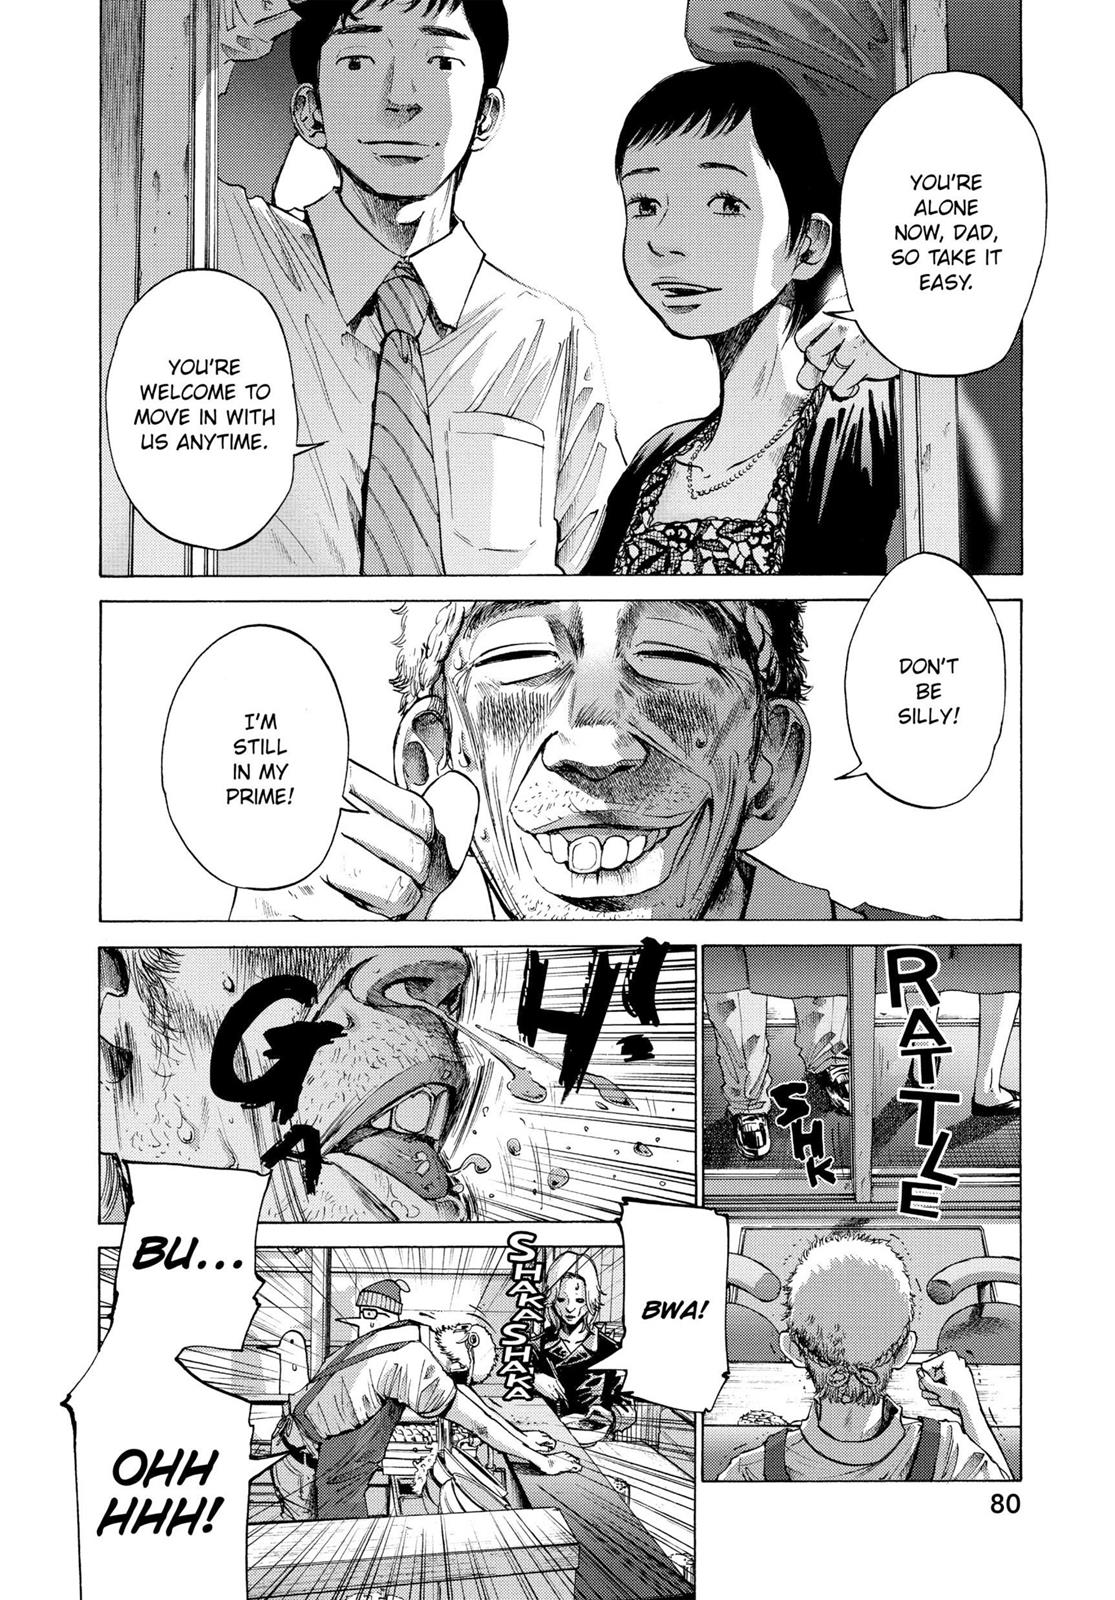 YOU'RE
ALONE
NOW, DAD,
SO TAKE IT
EASY.
YOU'RE
WELCOME TO
MOVE IN WITH
US ANYTIME.
DON'T
BE
SILLY!
I'M
STILL
IN MY
PRIME!
RATTLE
SHK
GAH!
BWA!
SHAKA SHAKA
BU...
OHH
HHH!
80